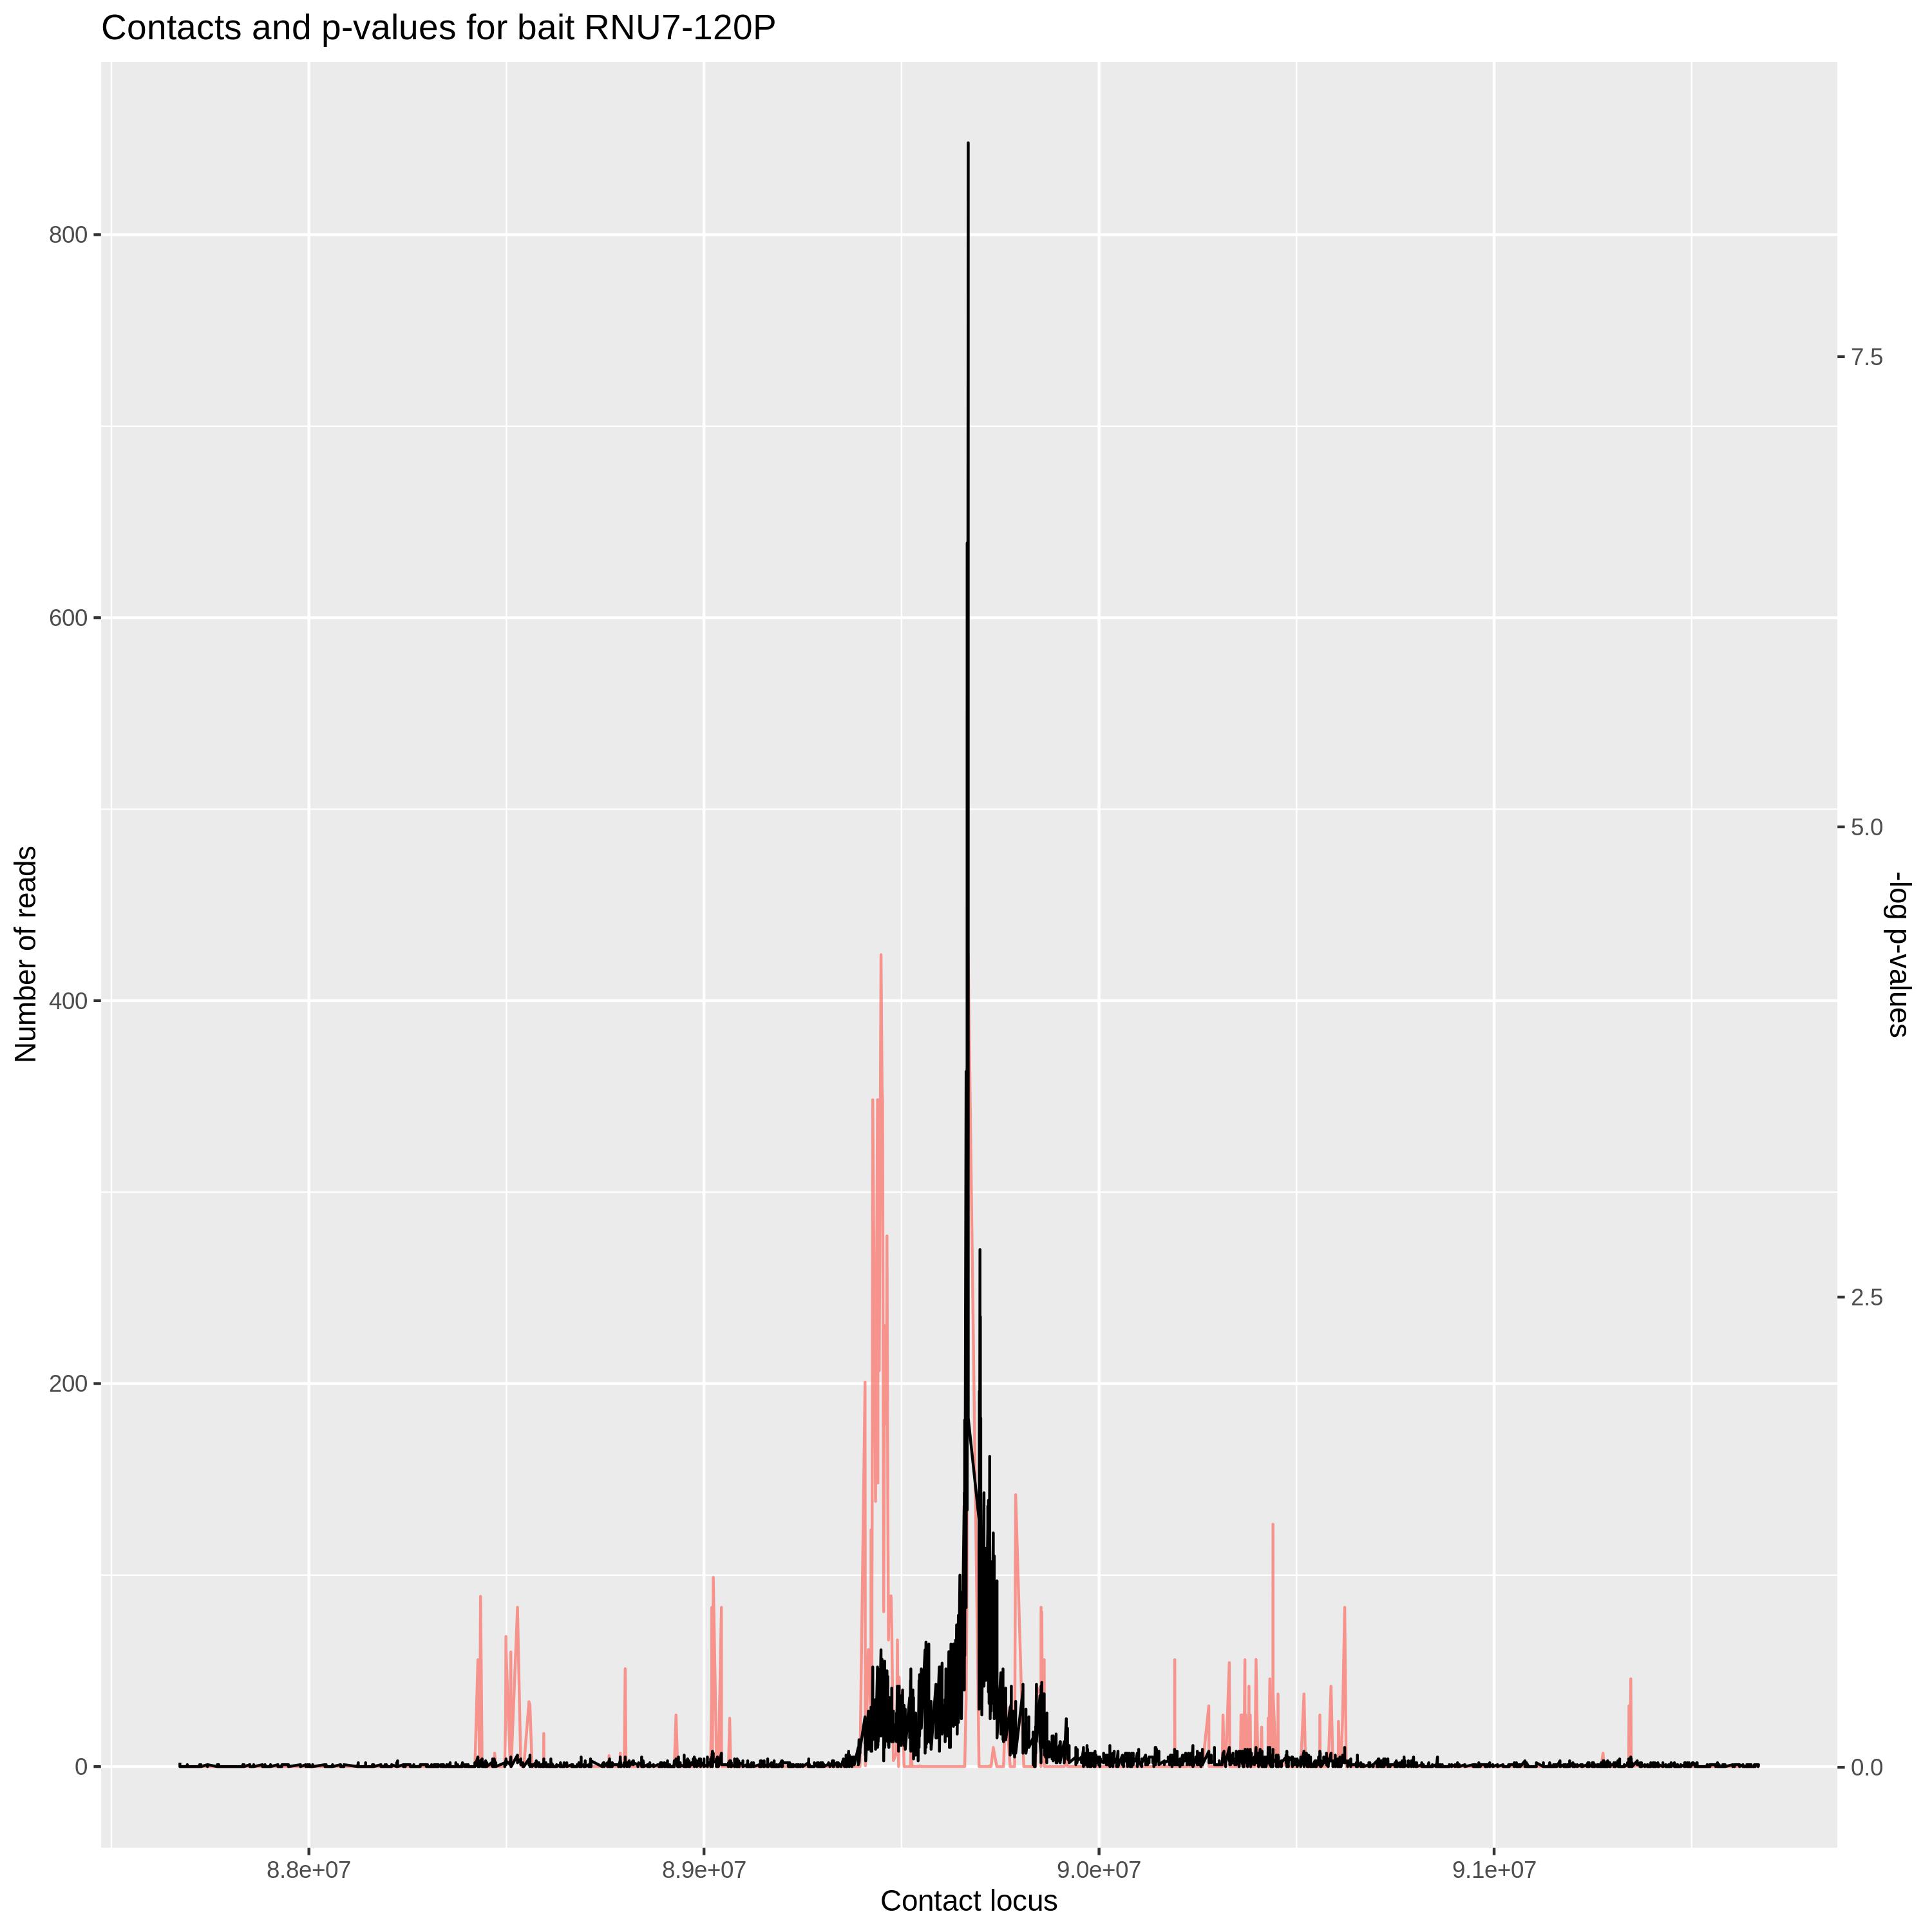 Contacts and p-values for bait RNU7-120P
800
600
400
200
0
Number of reads
7.5
5.0
2.5
0.0
-log p-values
8.8e+07
8.9e+07
9.0e+07
9.1e+07
Contact locus